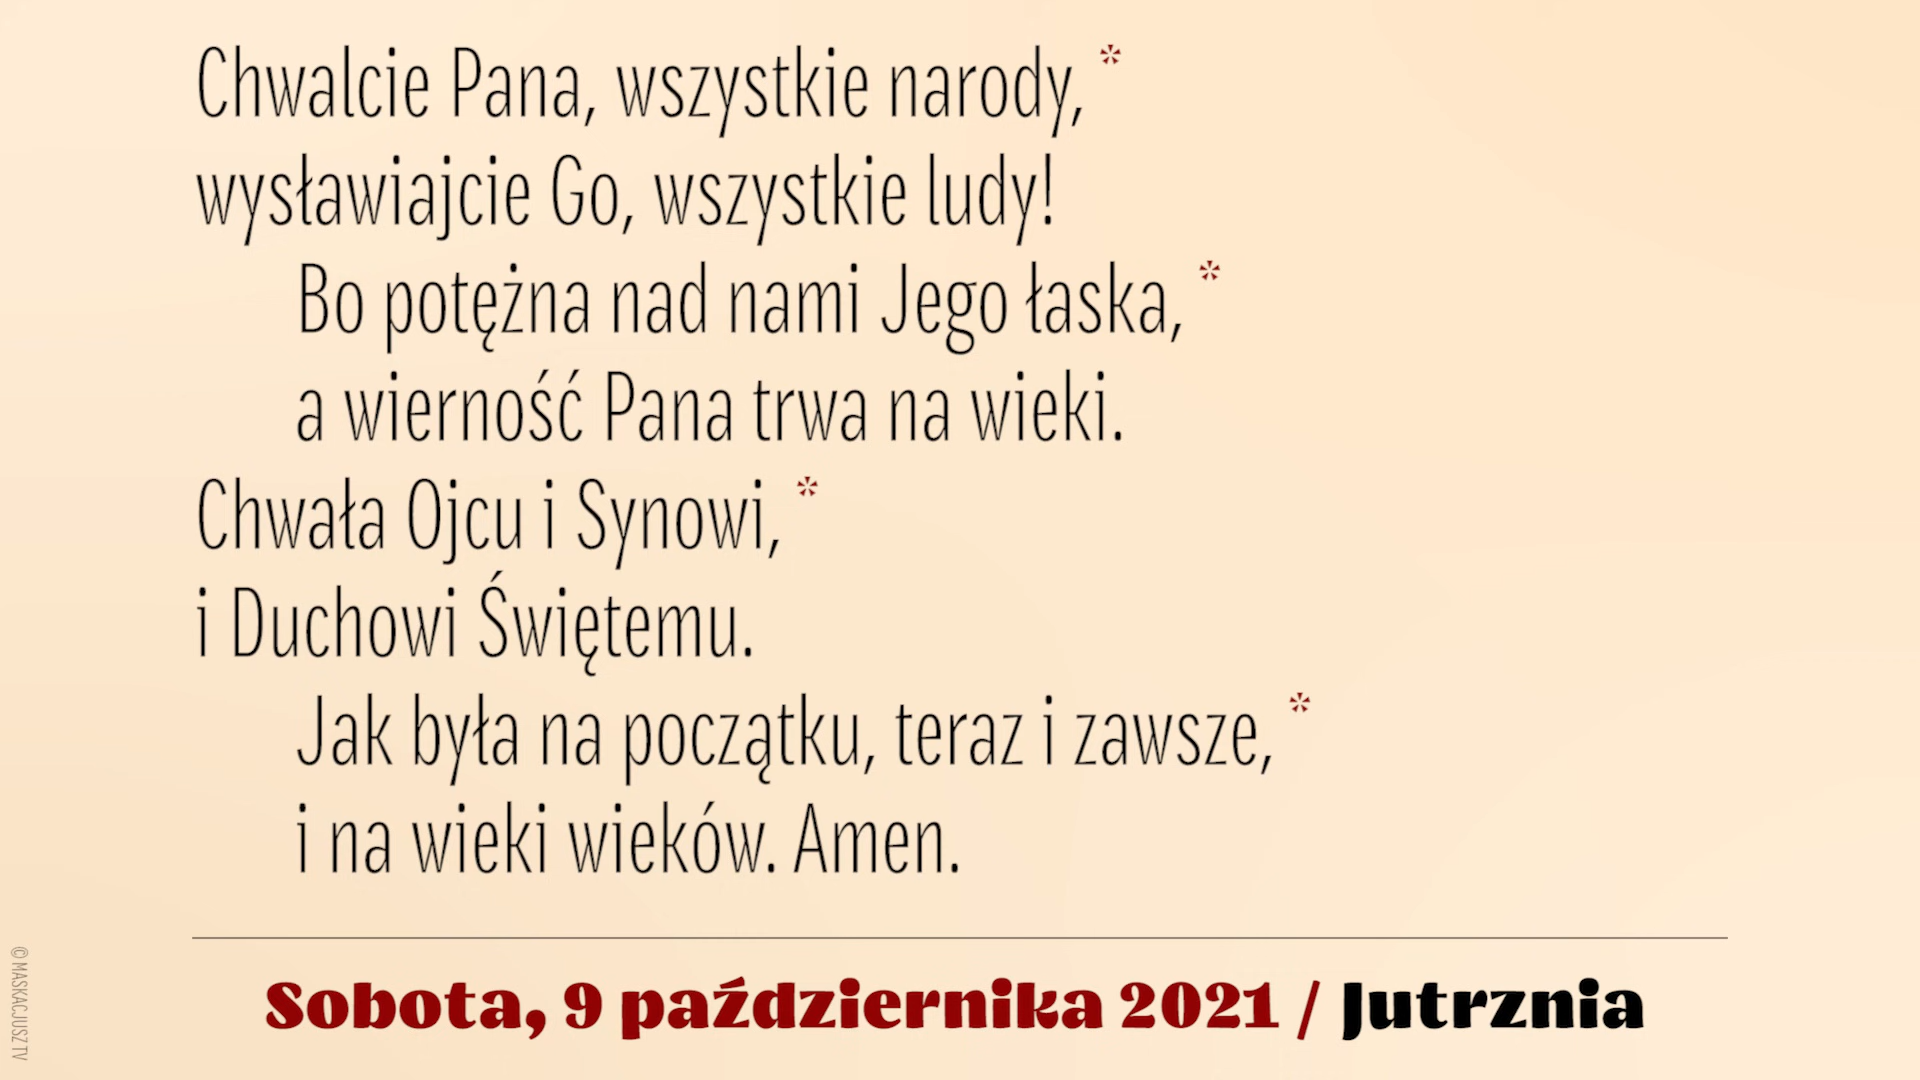 Chwalcie Pana, wszystkie narody, *
wysławiajcie Go, wszystkie ludy!
Bo potężna nad nami Jego łaska, *
a wierność Pana trwa na wieki.
Chwała Ojcu i Synowi, *
i Duchowi Świętemu.
Jak była na początku, teraz i zawsze, *
i na wieki wieków. Amen.
Sobota, 9 października 2021 / Jutrznia
© MASKACJUSZ TV